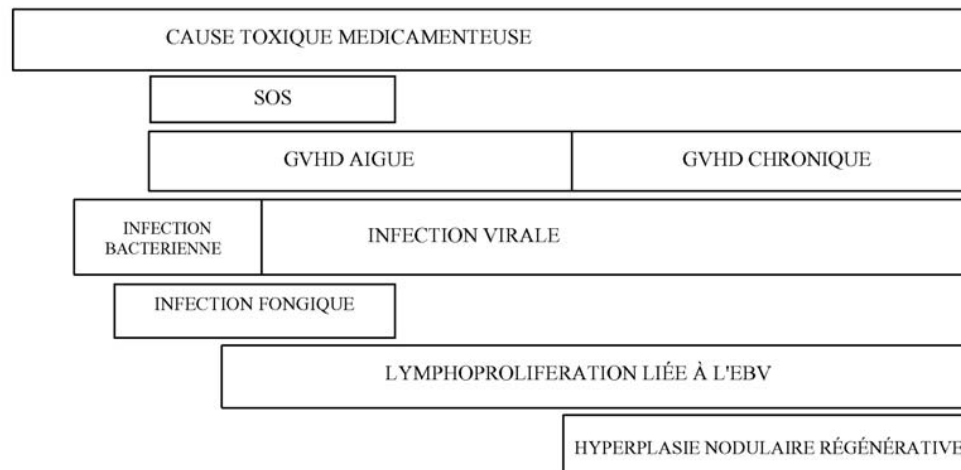 CAUSE TOXIQUE MEDICAMENTEUSE
SOS
GVHD AIGUE
GVHD CHRONIQUE
INFECTION
BACTERIENNE
INFECTION VIRALE
INFECTION FONGIQUE
LYMPHOPROLIFERATION LIÉE À L'EBV
HYPERPLASIE NODULAIRE RÉGÉNÉRATIVE